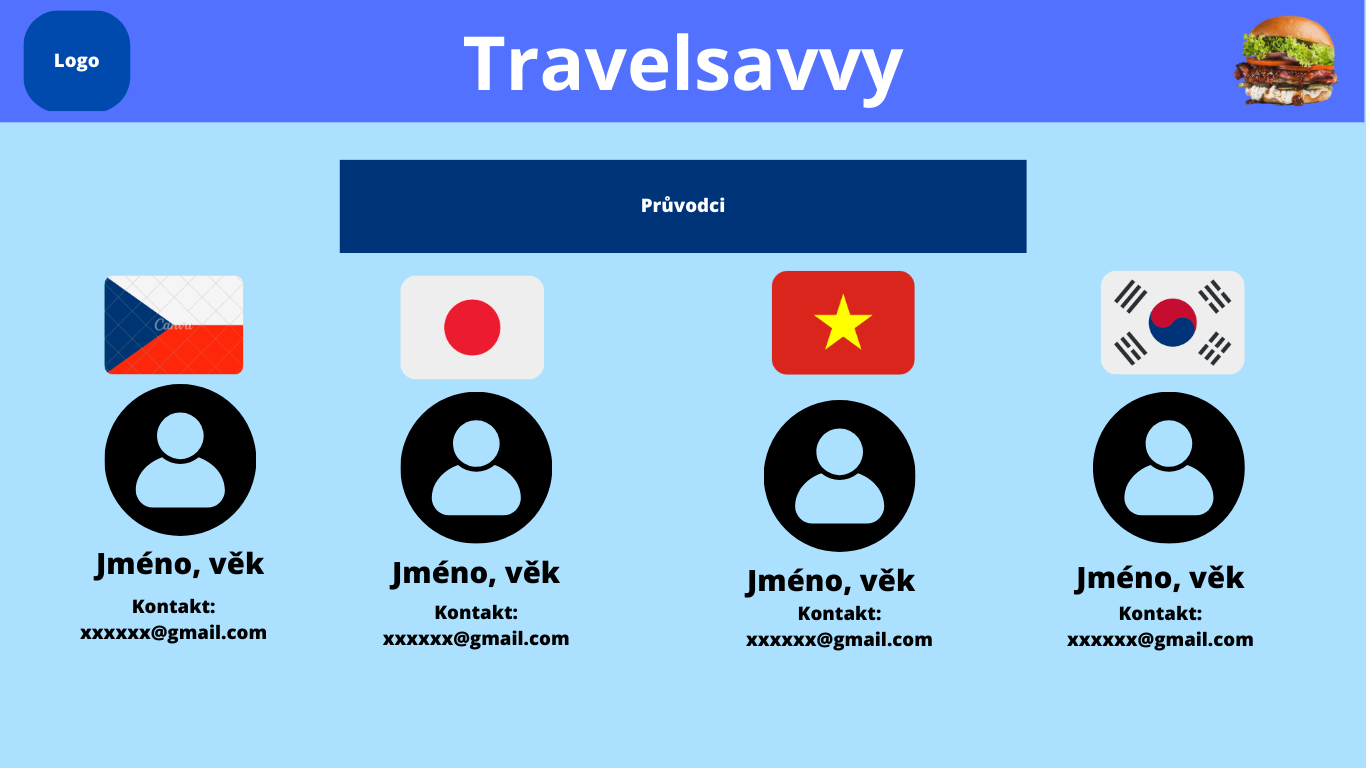 Logo
Travelsavvy
Průvodci
Canva
Jméno, věk
Kontakt:
xxxxxx@gmail.com
Jméno, věk
Kontakt:
xxxxxx@gmail.com
Jméno, věk
Kontakt:
xxxxxx@gmail.com
Jméno, věk
Kontakt:
xxxxxx@gmail.com